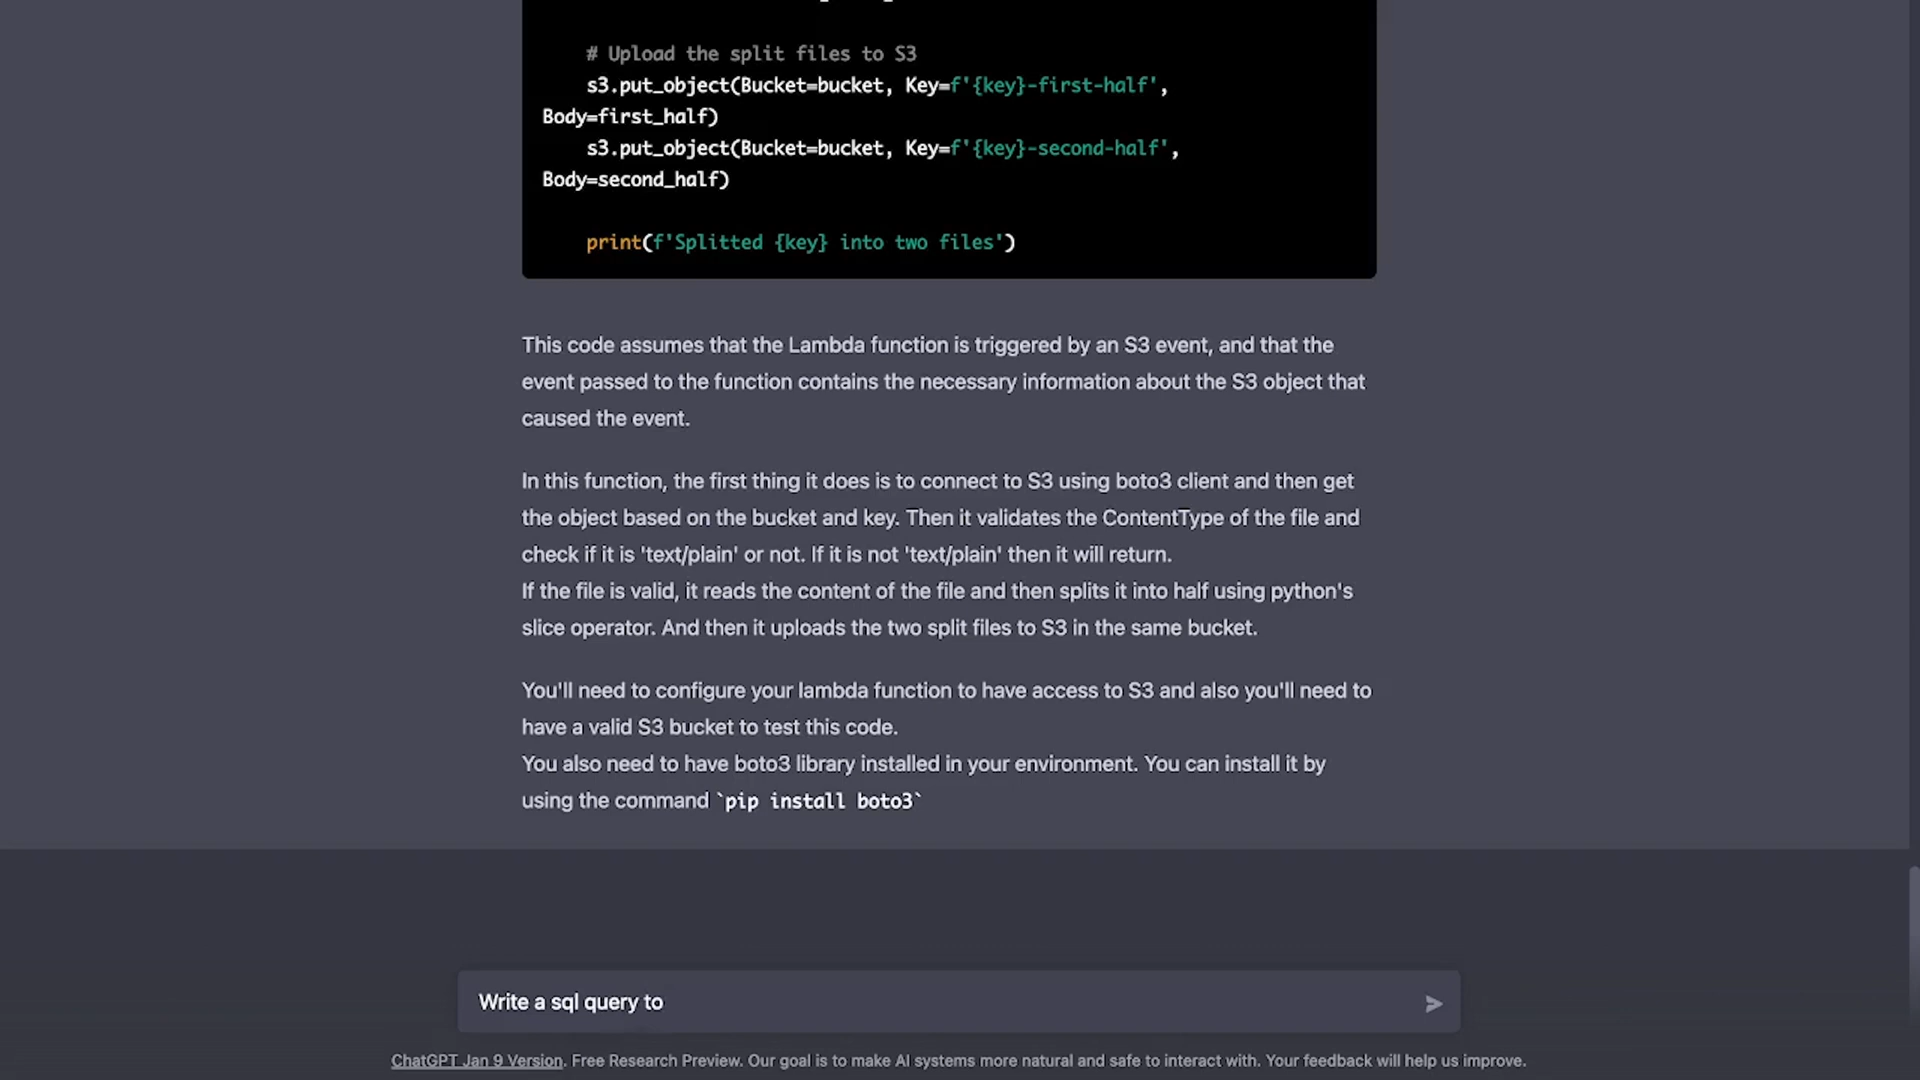 # Upload the split files to S3
s3.put_object(Bucket=bucket, Key=f'{key}-first-half',
Body=first_half)
s3.put_object(Bucket=bucket, Key=f'{key}-second-half',
Body=second_half)
print(f'Splitted {key} into two files')
This code assumes that the Lambda function is triggered by an S3 event, and that the
event passed to the function contains the necessary information about the S3 object that
caused the event.
In this function, the first thing it does is to connect to S3 using boto3 client and then get
the object based on the bucket and key. Then it validates the ContentType of the file and
check if it is 'text/plain' or not. If it is not 'text/plain' then it will return.
If the file is valid, it reads the content of the file and then splits it into half using python's
slice operator. And then it uploads the two split files to S3 in the same bucket.
You'll need to configure your lambda function to have access to S3 and also you'll need to
have a valid S3 bucket to test this code.
You also need to have boto3 library installed in your environment. You can install it by
using the command `pip install boto3`
Write a sql query to
ChatGPT Jan 9 Version. Free Research Preview. Our goal is to make AI systems more natural and safe to interact with. Your feedback will help us improve.